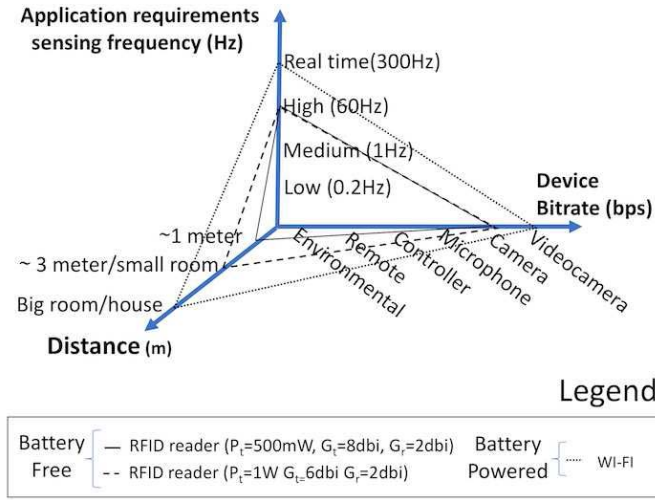 Application requirements
sensing frequency (Hz)
Real time(300Hz)
High (60Hz)
Medium (1Hz)
Low (0.2Hz)
Device
Bitrate (bps)
~1 meter
~ 3 meter/small room
Big room/house
Distance (m)
Environmental
Remote
Controller
Microphone
Camera
Videocamera
Legend
Battery
Free
RFID reader (Pt=500mW, Gt=8dbi, Gr=2dbi)
RFID reader (Pt=1W Gt=6dbi Gr=2dbi)
Battery
Powered
WI-FI